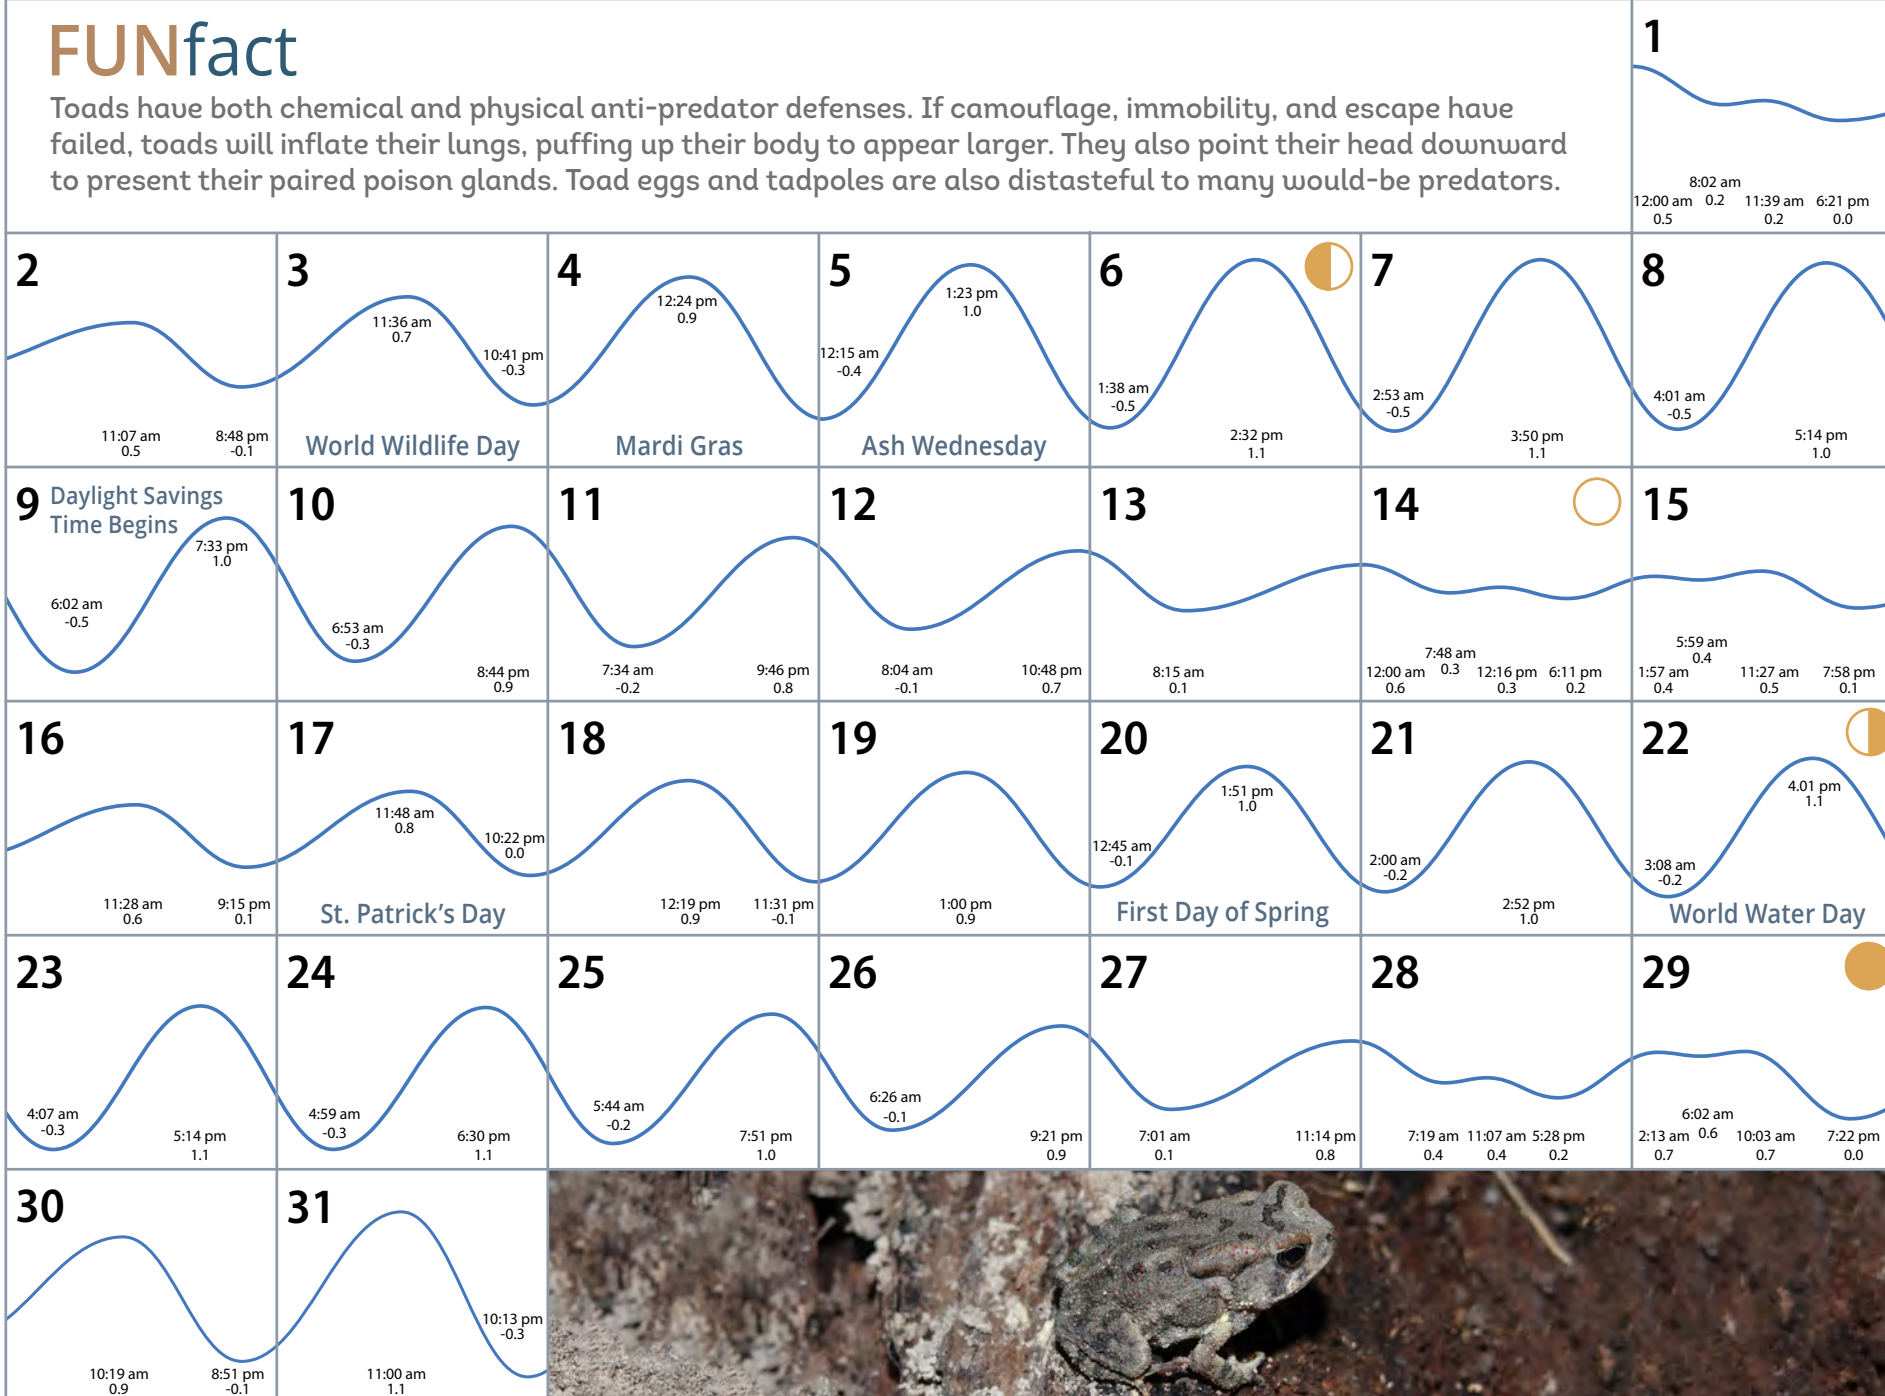 FUNfact
Toads have both chemical and physical anti-predator defenses. If camouflage, immobility, and escape have
failed, toads will inflate their lungs, puffing up their body to appear larger. They also point their head downward
to present their paired poison glands. Toad eggs and tadpoles are also distasteful to many would-be predators.
1
12:00 am
0.5
8:02 am
0.2
11:39 am
0.2
6:21 pm
0.0
2
11:07 am
0.5
8:48 pm
-0.1
3
11:36 am
0.7
10:41 pm
-0.3
World Wildlife Day
4
12:24 pm
0.9
Mardi Gras
5
12:15 am
-0.4
1:23 pm
1.0
Ash Wednesday
6
1:38 am
-0.5
2:32 pm
1.1
7
2:53 am
-0.5
3:50 pm
1.1
8
4:01 am
-0.5
5:14 pm
1.0
9
Daylight Savings
Time Begins
6:02 am
-0.5
7:33 pm
1.0
10
6:53 am
-0.3
8:44 pm
0.9
11
7:34 am
-0.2
9:46 pm
0.8
12
8:04 am
-0.1
10:48 pm
0.7
13
8:15 am
0.1
14
12:00 am
0.6
7:48 am
0.3
12:16 pm
0.3
6:11 pm
0.2
15
1:57 am
0.4
5:59 am
0.4
11:27 am
0.5
7:58 pm
0.1
16
11:28 am
0.6
9:15 pm
0.1
17
11:48 am
0.8
10:22 pm
0.0
St. Patrick's Day
18
12:19 pm
0.9
11:31 pm
-0.1
19
1:00 pm
0.9
20
12:45 am
-0.1
1:51 pm
1.0
First Day of Spring
21
2:00 am
-0.2
2:52 pm
1.0
22
3:08 am
-0.2
4.01 pm
1.1
World Water Day
23
4:07 am
-0.3
5:14 pm
1.1
24
4:59 am
-0.3
6:30 pm
1.1
25
5:44 am
-0.2
7:51 pm
1.0
26
6:26 am
-0.1
9:21 pm
0.9
27
7:01 am
0.1
11:14 pm
0.8
28
7:19 am
0.4
11:07 am
0.4
5:28 pm
0.2
29
2:13 am
0.7
6:02 am
0.6
10:03 am
0.7
7:22 pm
0.0
30
10:19 am
0.9
8:51 pm
-0.1
31
11:00 am
1.1
10:13 pm
-0.3